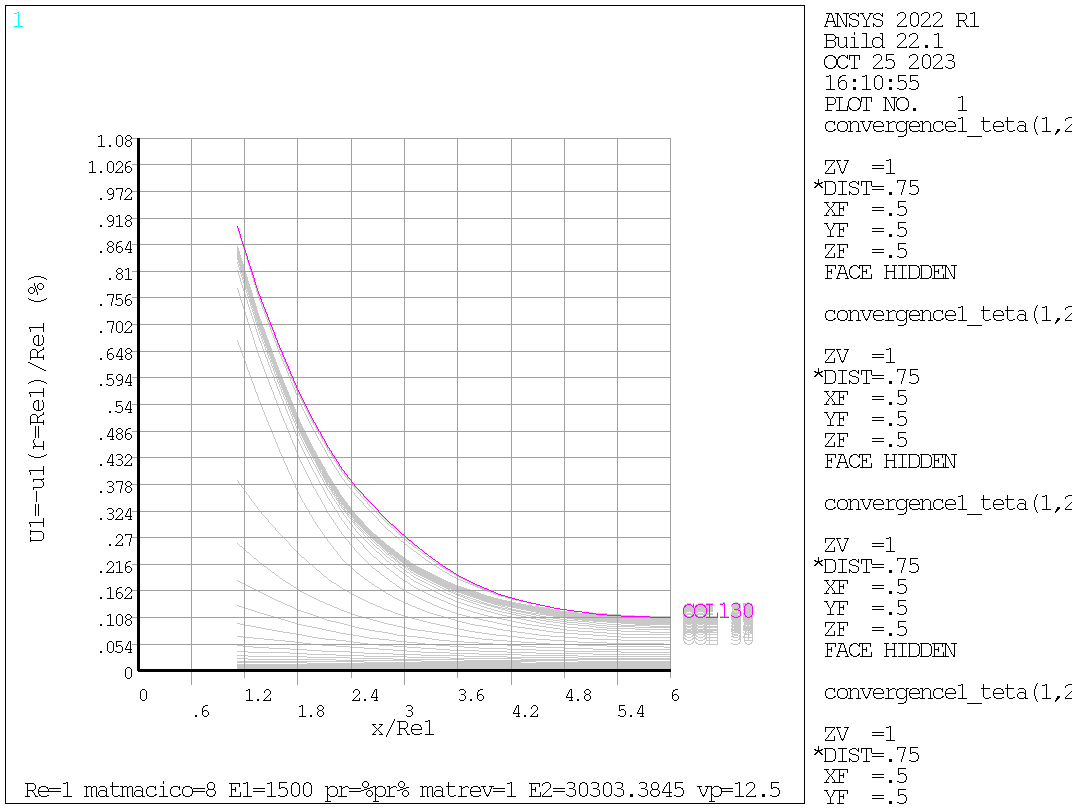 1
ANSYS 2022 R1
Build 22.1
OCT 25 2023
16:10:55
PLOT NO. 1
convergence1_teta(1,2
ZV =1
*DIST=.75
XF =.5
YF =.5
ZF =.5
FACE HIDDEN
convergence1_teta(1,2
ZV =1
*DIST=.75
XF =.5
YF =.5
ZF =.5
FACE HIDDEN
convergence1_teta(1,2
ZV =1
*DIST=.75
XF =.5
YF =.5
ZF =.5
FACE HIDDEN
convergence1_teta(1,2
ZV =1
*DIST=.75
XF =.5
YF =.5
U1=-u1(r=Re1)/Re1 (%)
1.08
1.026
.972
.918
.864
.81
.756
.702
.648
.594
.54
.486
.432
.378
.324
.27
.216
.162
.108
.054
0
COL130
0
.6
1.2
1.8
2.4
3
3.6
4.2
4.8
5.4
6
x/Re1
Re=1 matmacico=8 E1=1500 pr=%pr% matrev=1 E2=30303.3845 vp=12.5